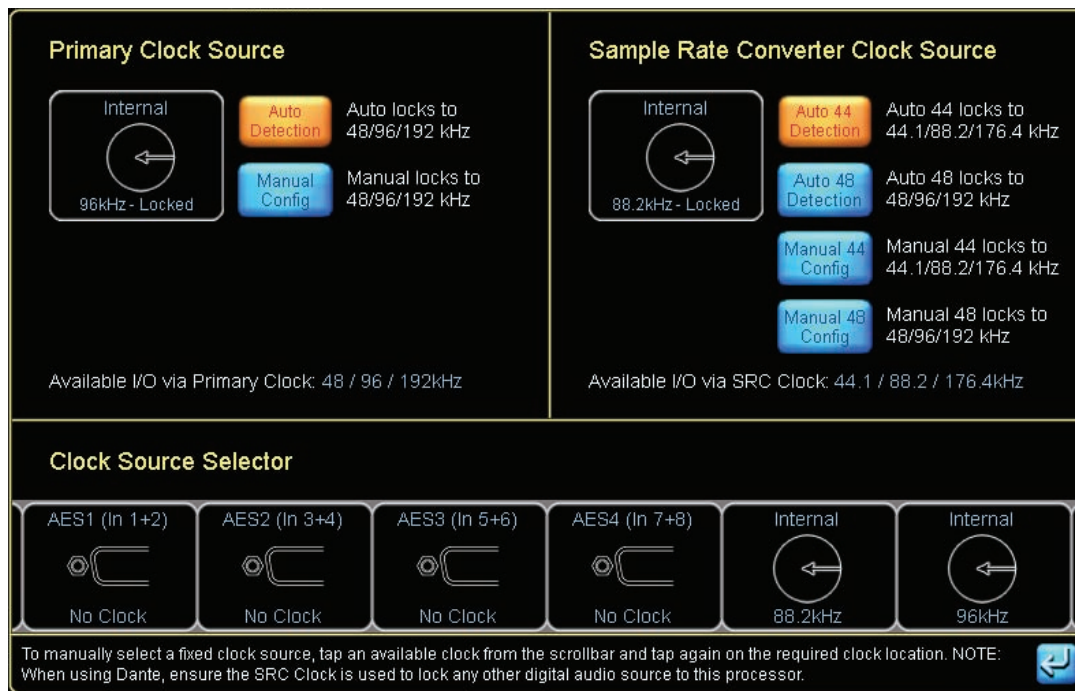 Primary Clock Source
Internal
96kHz - Locked
Auto
Detection
Auto locks to
48/96/192 kHz
Manual
Config
Manual locks to
48/96/192 kHz
Available I/O via Primary Clock: 48 / 96 / 192kHz
Sample Rate Converter Clock Source
Internal
88.2kHz - Locked
Auto 44
Detection
Auto 44 locks to
44.1/88.2/176.4 kHz
Auto 48
Detection
Auto 48 locks to
48/96/192 kHz
Manual 44
Config
Manual 44 locks to
44.1/88.2/176.4 kHz
Manual 48
Config
Manual 48 locks to
48/96/192 kHz
Available I/O via SRC Clock: 44.1 / 88.2 / 176.4kHz
Clock Source Selector
AES1 (In 1+2)
No Clock
AES2 (In 3+4)
No Clock
AES3 (In 5+6)
No Clock
AES4 (In 7+8)
No Clock
Internal
88.2kHz
Internal
96kHz
To manually select a fixed clock source, tap an available clock from the scrollbar and tap again on the required clock location. NOTE:
When using Dante, ensure the SRC Clock is used to lock any other digital audio source to this processor.